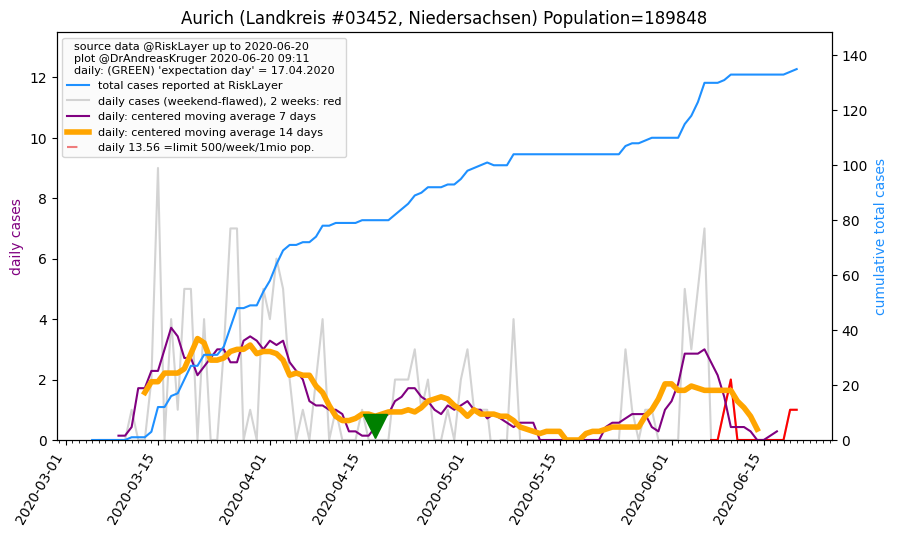 Aurich (Landkreis #03452, Niedersachsen) Population=189848
source data @RiskLayer up to 2020-06-20
plot @DrAndreasKruger 2020-06-20 09:11
daily: (GREEN) 'expectation day' = 17.04.2020
total cases reported at RiskLayer
daily cases (weekend-flawed), 2 weeks: red
daily: centered moving average 7 days
daily: centered moving average 14 days
daily 13.56 =limit 500/week/1mio pop.
daily cases
0
2
4
6
8
10
12
cumulative total cases
0
20
40
60
80
100
120
140
2020-03-01
2020-03-15
2020-04-01
2020-04-15
2020-05-01
2020-05-15
2020-06-01
2020-06-15